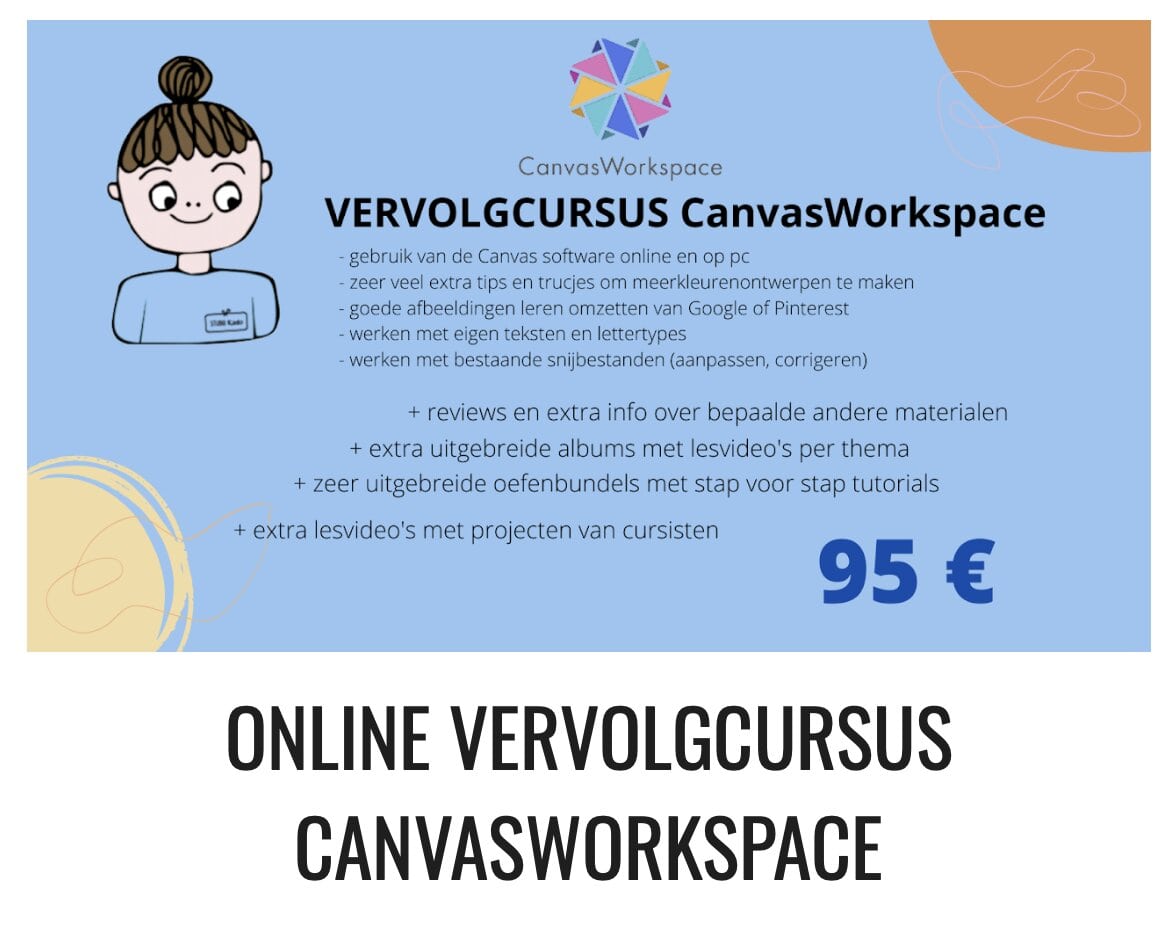 CanvasWorkspace
VERVOLGCURSUS CanvasWorkspace
- gebruik van de Canvas software online en op pc
- zeer veel extra tips en trucjes om meerkleurenontwerpen te maken
- goede afbeeldingen leren omzetten van Google of Pinterest
- werken met eigen teksten en lettertypes
- werken met bestaande snijbestanden (aanpassen, corrigeren)
+ reviews en extra info over bepaalde andere materialen
+ extra uitgebreide albums met lesvideo's per thema
+ zeer uitgebreide oefenbundels met stap voor stap tutorials
+ extra lesvideo's met projecten van cursisten
95 €
ONLINE VERVOLGCURSUS
CANVASWORKSPACE